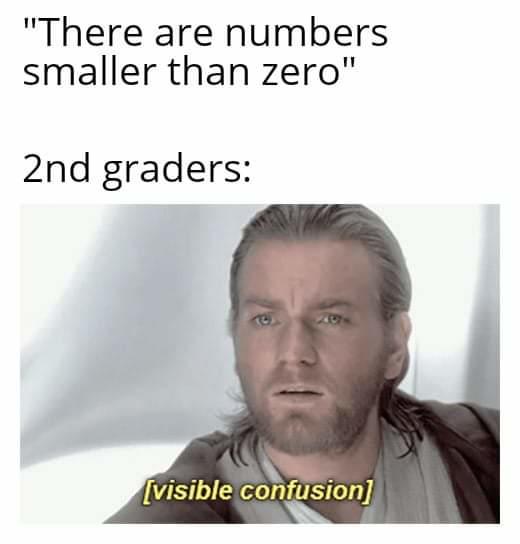 "There are numbers
smaller than zero"
2nd graders:
[visible confusion]